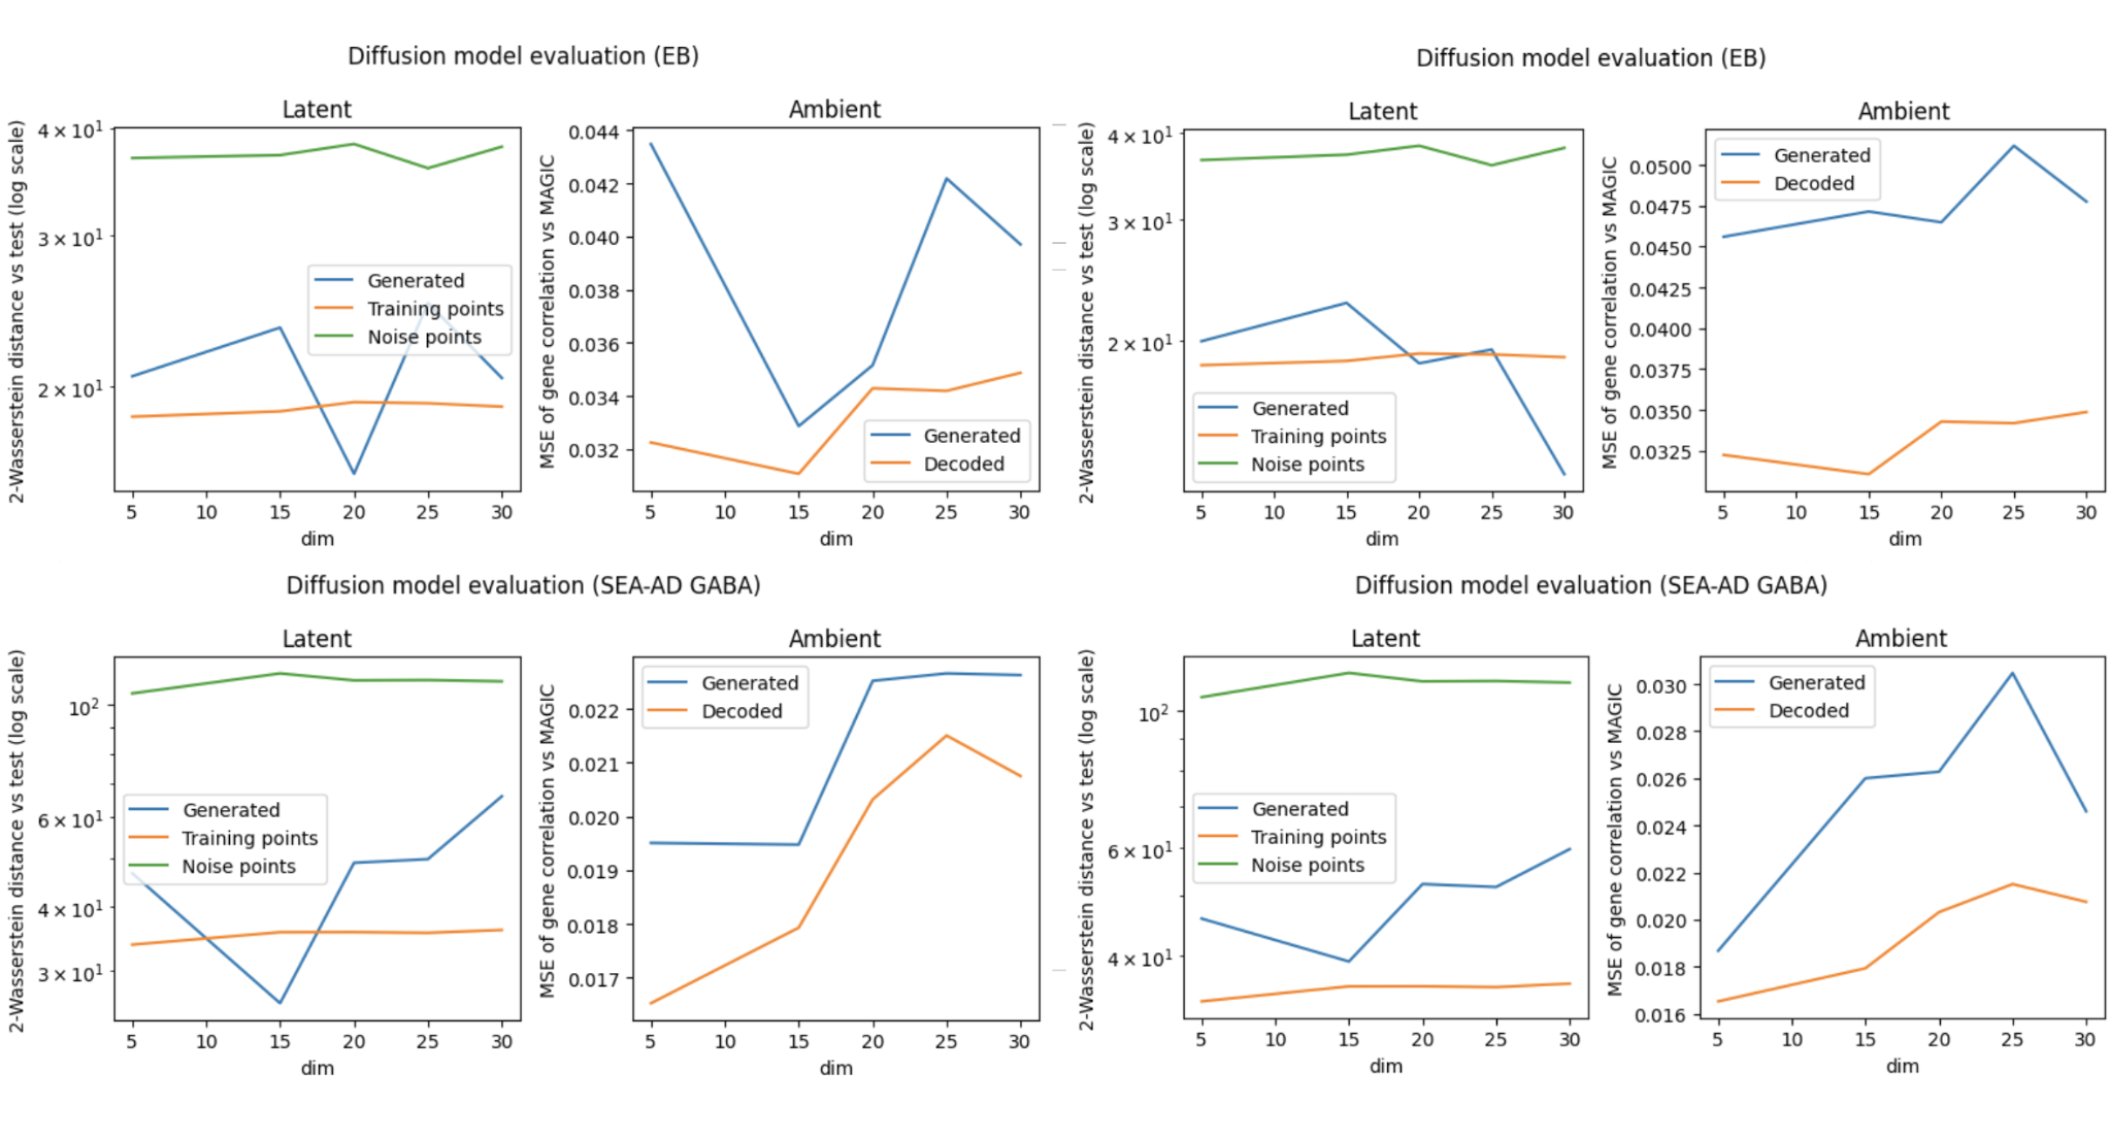 Diffusion model evaluation (EB)
Latent
2-Wasserstein distance vs test (log scale)
4 × 10¹
3 × 10¹
2 × 10¹
Generated
Training points
Noise points
5 10 15 20 25 30
dim
Ambient
MSE of gene correlation vs MAGIC
0.044
0.042
0.040
0.038
0.036
0.034
0.032
Generated
Decoded
5 10 15 20 25 30
dim
Diffusion model evaluation (EB)
Latent
2-Wasserstein distance vs test (log scale)
4 × 10¹
3 × 10¹
2 × 10¹
Generated
Training points
Noise points
5 10 15 20 25 30
dim
Ambient
MSE of gene correlation vs MAGIC
0.0500
0.0475
0.0450
0.0425
0.0400
0.0375
0.0350
0.0325
Generated
Decoded
5 10 15 20 25 30
dim
Diffusion model evaluation (SEA-AD GABA)
Latent
2-Wasserstein distance vs test (log scale)
10²
6 × 10¹
4 × 10¹
3 × 10¹
Generated
Training points
Noise points
5 10 15 20 25 30
dim
Ambient
MSE of gene correlation vs MAGIC
0.022
0.021
0.020
0.019
0.018
0.017
Generated
Decoded
5 10 15 20 25 30
dim
Diffusion model evaluation (SEA-AD GABA)
Latent
2-Wasserstein distance vs test (log scale)
10²
6 × 10¹
4 × 10¹
Generated
Training points
Noise points
5 10 15 20 25 30
dim
Ambient
MSE of gene correlation vs MAGIC
0.030
0.028
0.026
0.024
0.022
0.020
0.018
0.016
Generated
Decoded
5 10 15 20 25 30
dim